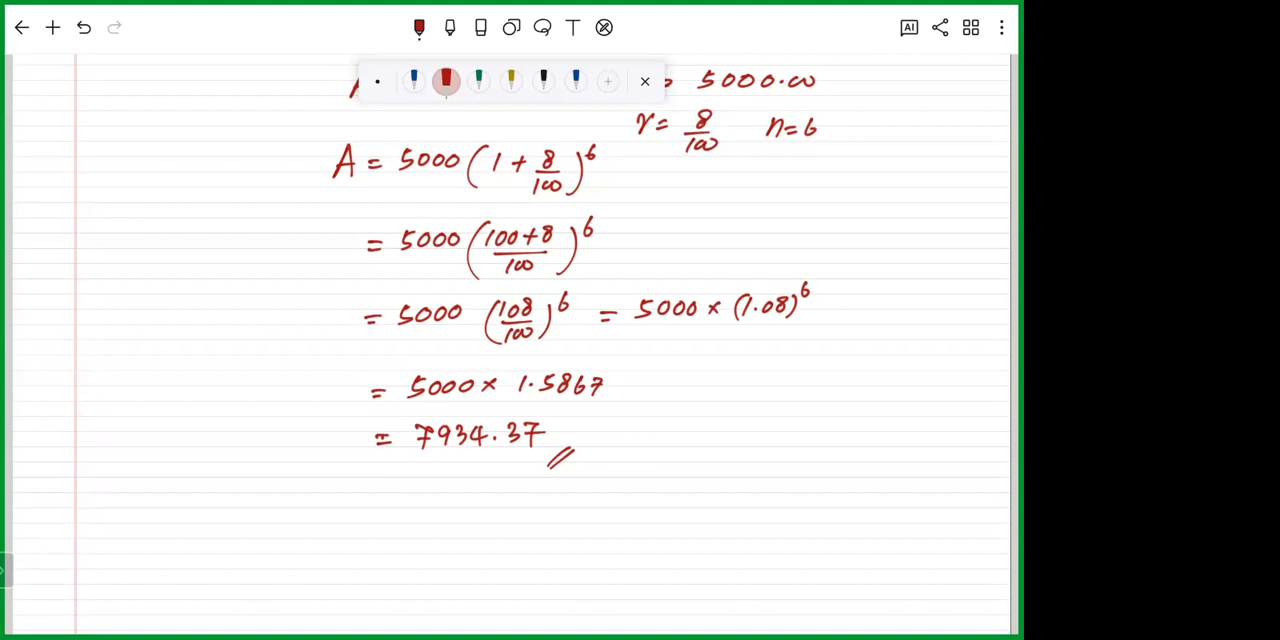 AI
T
5000.00
r = 8/100 n=6
A = 5000 (1 + 8/100)^6
= 5000 (100+8/100)^6
= 5000 (108/100)^6 = 5000 × (1.08)^6
= 5000 × 1.5867
= 7934.37